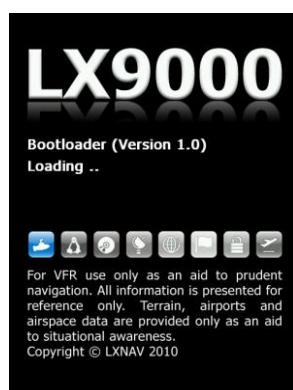 LX9000
Bootloader (Version 1.0)
Loading ..
For VFR use only as an aid to prudent
navigation. All information is presented for
reference only. Terrain, airports and
airspace data are provided only as an aid
to situational awareness.
Copyright © LXNAV 2010